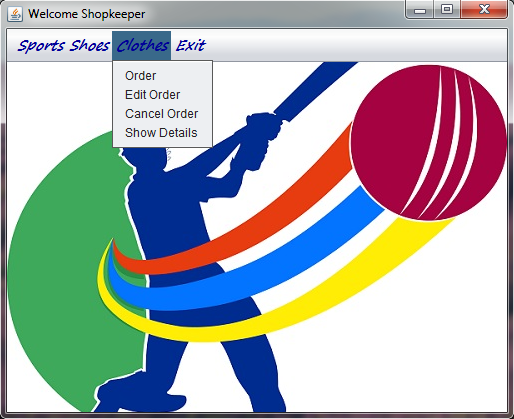 Welcome Shopkeeper
Sports Shoes Clothes Exit
Order
Edit Order
Cancel Order
Show Details